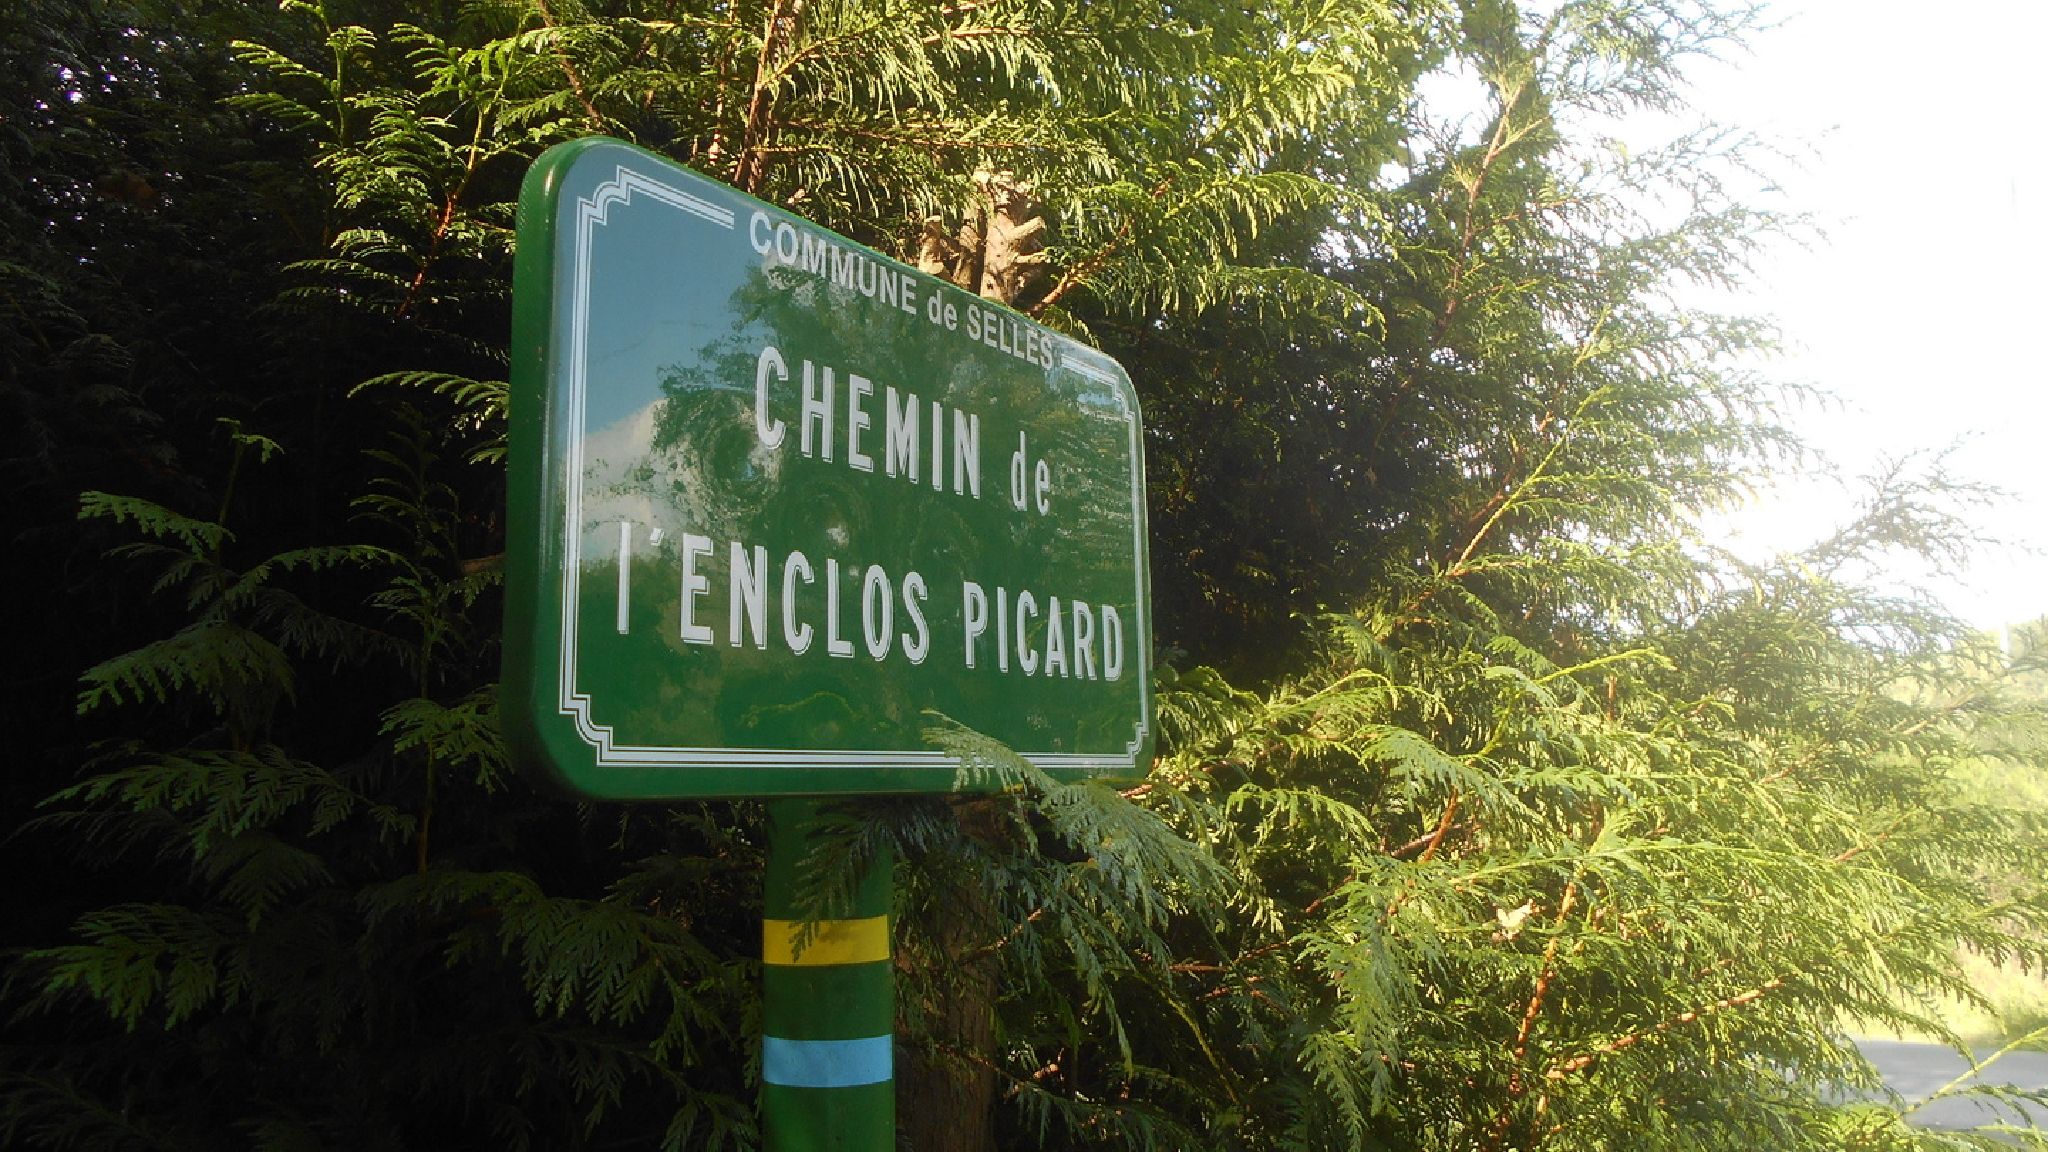 COMMUNE de SELLES
CHEMIN de
l'ENCLOS PICARD